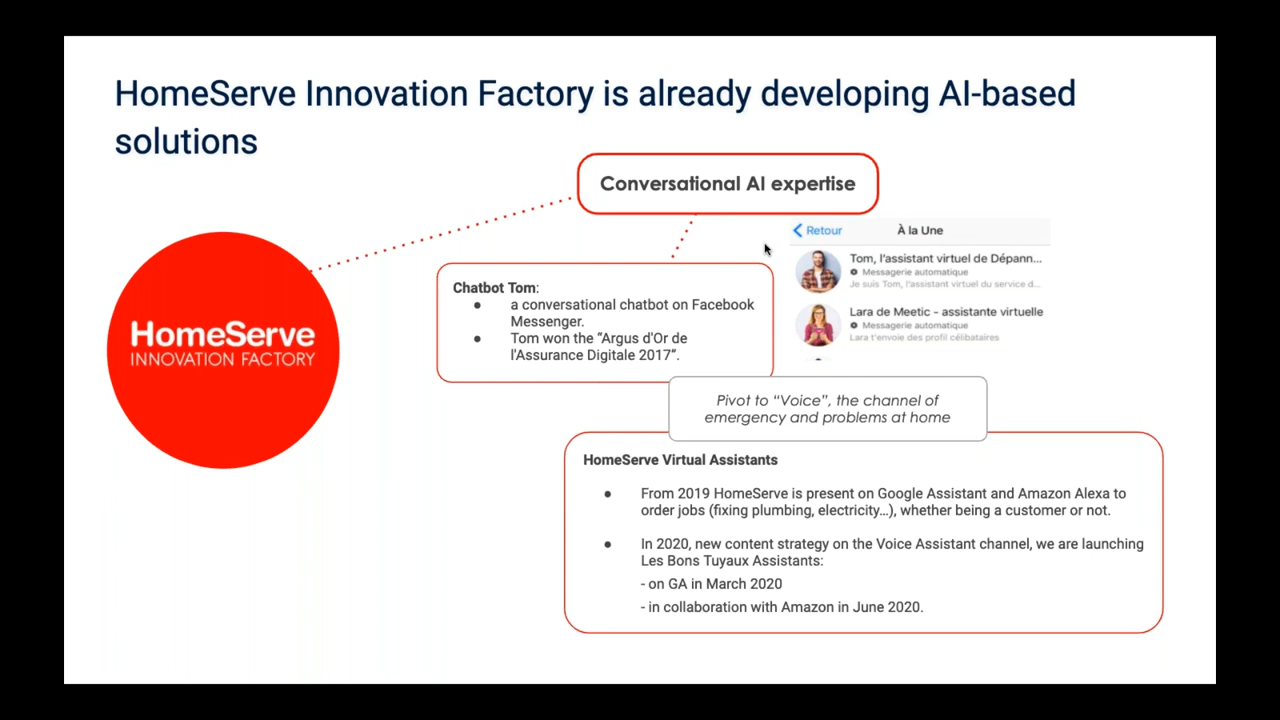 HomeServe Innovation Factory is already developing AI-based
solutions
Conversational AI expertise
HomeServe
INNOVATION FACTORY
Chatbot Tom:
● a conversational chatbot on Facebook
Messenger.
● Tom won the “Argus d'Or de
l'Assurance Digitale 2017”.
Retour
À la Une
Tom, l’assistant virtuel de Dépann...
Messagerie automatique
Je suis Tom, l'assistant virtuel du service d...
Lara de Meetic - assistante virtuelle
Messagerie automatique
Lara t'envoie des profil célibataires
Pivot to “Voice”, the channel of
emergency and problems at home
HomeServe Virtual Assistants
● From 2019 HomeServe is present on Google Assistant and Amazon Alexa to
order jobs (fixing plumbing, electricity…), whether being a customer or not.
● In 2020, new content strategy on the Voice Assistant channel, we are launching
Les Bons Tuyaux Assistants:
- on GA in March 2020
- in collaboration with Amazon in June 2020.